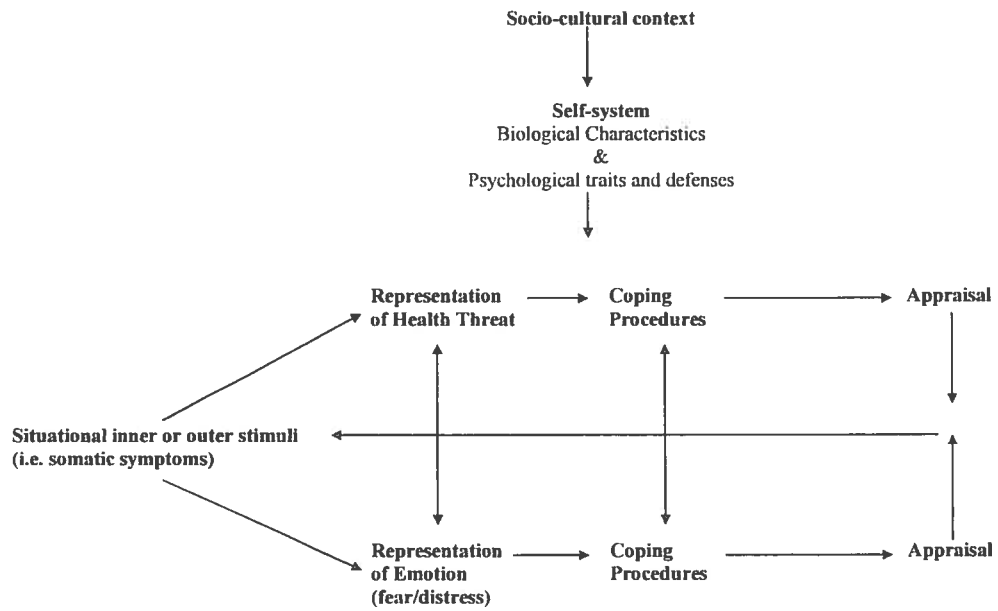 Socio-cultural context
Self-system
Biological Characteristics
&
Psychological traits and defenses
Representation
of Health Threat
Coping
Procedures
Appraisal
Situational inner or outer stimuli
(i.e. somatic symptoms)
Representation
of Emotion
(fear/distress)
Coping
Procedures
Appraisal